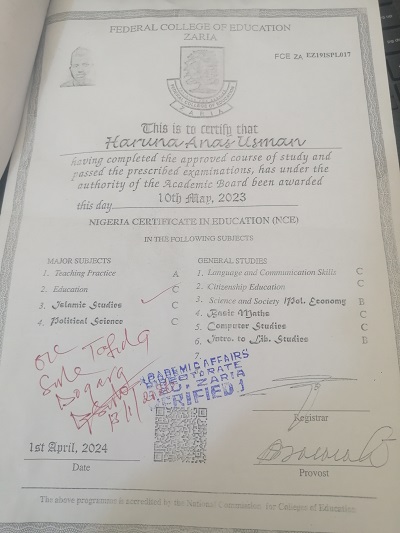 FEDERAL COLLEGE OF EDUCATION
ZARIA
FCE ZA EZ19ISPL017
ZARIA
This is to certify that
Haruna Anas Usman
having completed the approved course of study and
passed the prescribed examinations, has under the
authority of the Academic Board been awarded
this day 10th May, 2023
NIGERIA CERTIFICATE IN EDUCATION (NCE)
IN THE FOLLOWING SUBJECTS
MAJOR SUBJECTS
1. Teaching Practice A
2. Education C
3. Islamic Studies C
4. Political Science C
GENERAL STUDIES
1. Language and Communication Skills C
2. Citizenship Education C
3. Science and Society /Pol. Economy B
4. Basic Maths C
5. Computer Studies C
6. Intro. to Lib. Studies B
7.
ACADEMIC AFFAIRS
DIRECTORATE
ZARIA
VERIFIED
1st April, 2024
Date
Registrar
Provost
The above programme is accredited by the National Commission for Colleges of Education